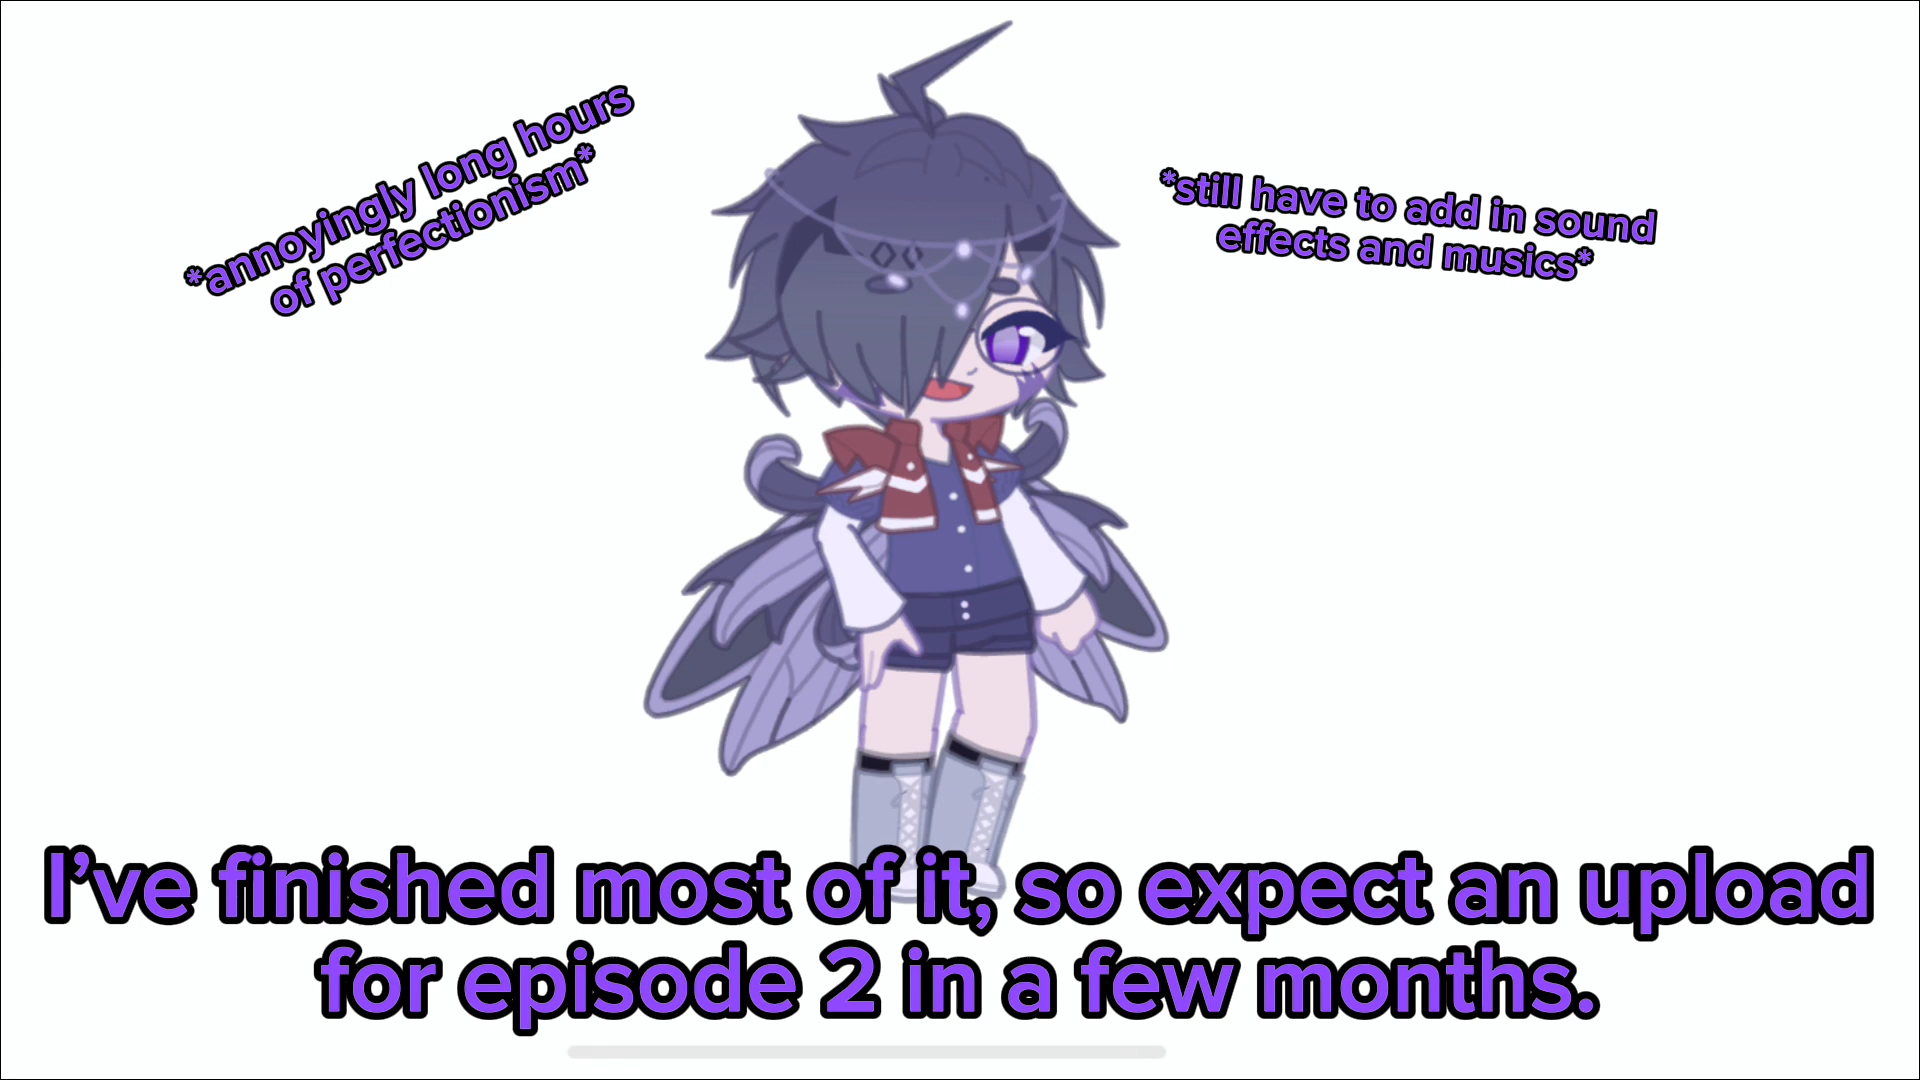 *annoyingly long hours
of perfectionism*
*still have to add in sound
effects and musics*
I’ve finished most of it, so expect an upload
for episode 2 in a few months.